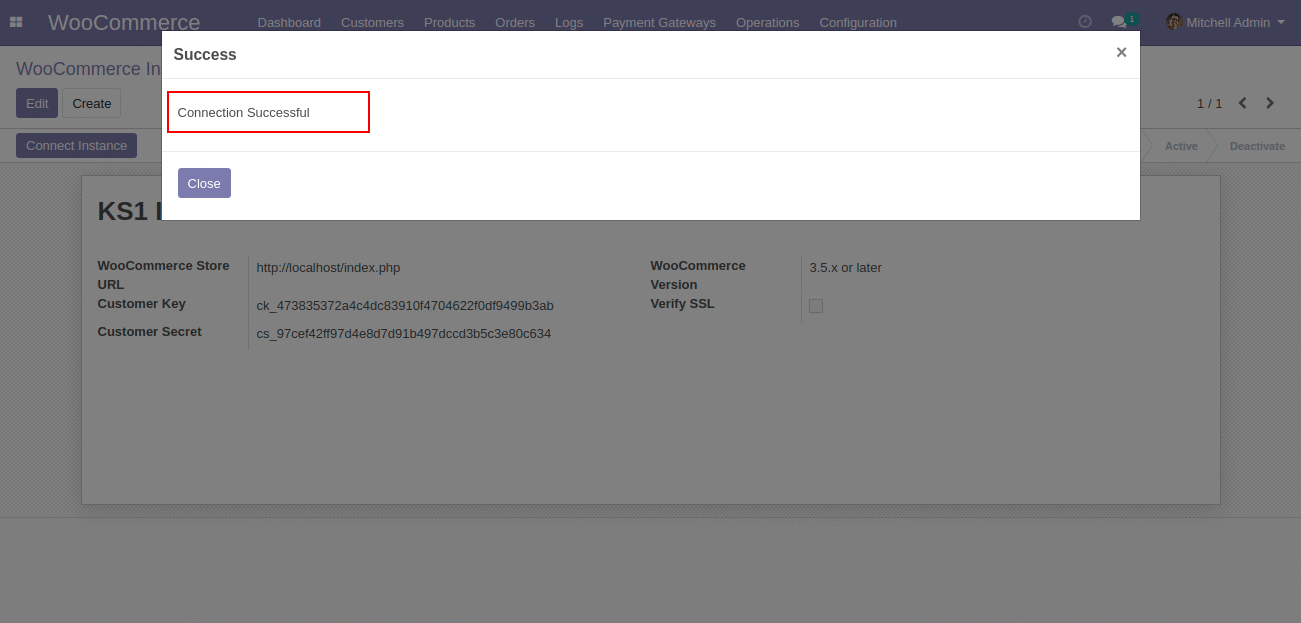 WooCommerce Dashboard Customers Products Orders Logs Payment Gateways Operations Configuration 1 Mitchell Admin
Success ×
WooCommerce In
Edit Create
1 / 1
Connection Successful
Connect Instance
Active Deactivate
Close
KS1 I
WooCommerce Store URL http://localhost/index.php
Customer Key ck_473835372a4c4dc83910f4704622f0df9499b3ab
Customer Secret cs_97cef42ff97d4e8d7d91b497dccd3b5c3e80c634
WooCommerce Version 3.5.x or later
Verify SSL